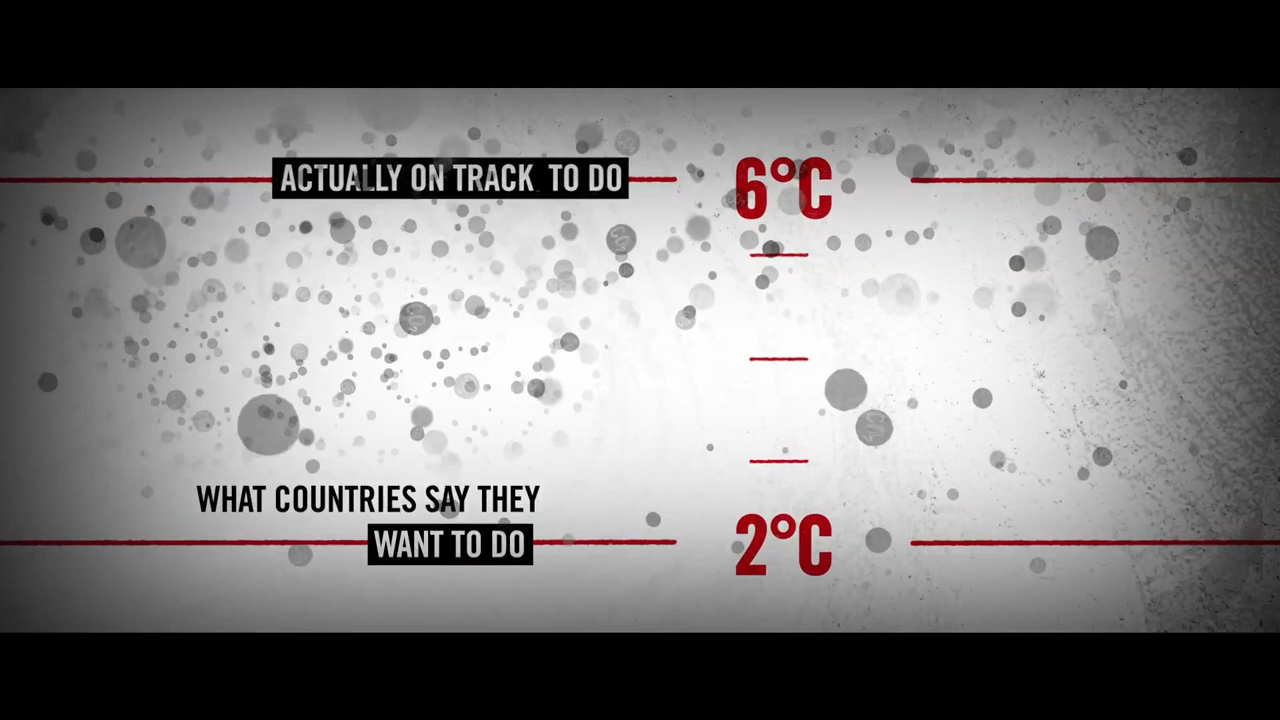 ACTUALLY ON TRACK TO DO
6°C
WHAT COUNTRIES SAY THEY
WANT TO DO
2°C